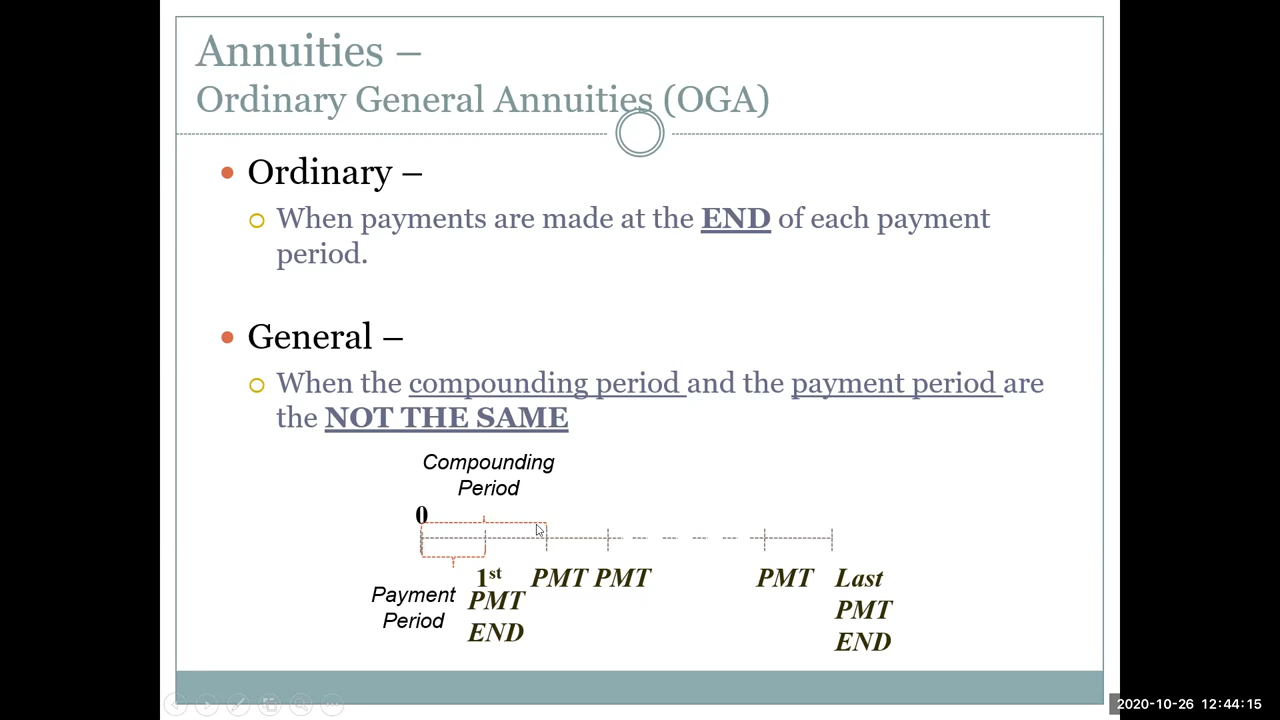 Annuities –
Ordinary General Annuities (OGA)
• Ordinary –
When payments are made at the END of each payment
period.
• General –
When the compounding period and the payment period are
the NOT THE SAME
Compounding
Period
0
1st PMT PMT PMT Last
Payment PMT PMT
Period END END
2020-10-26 12:44:15